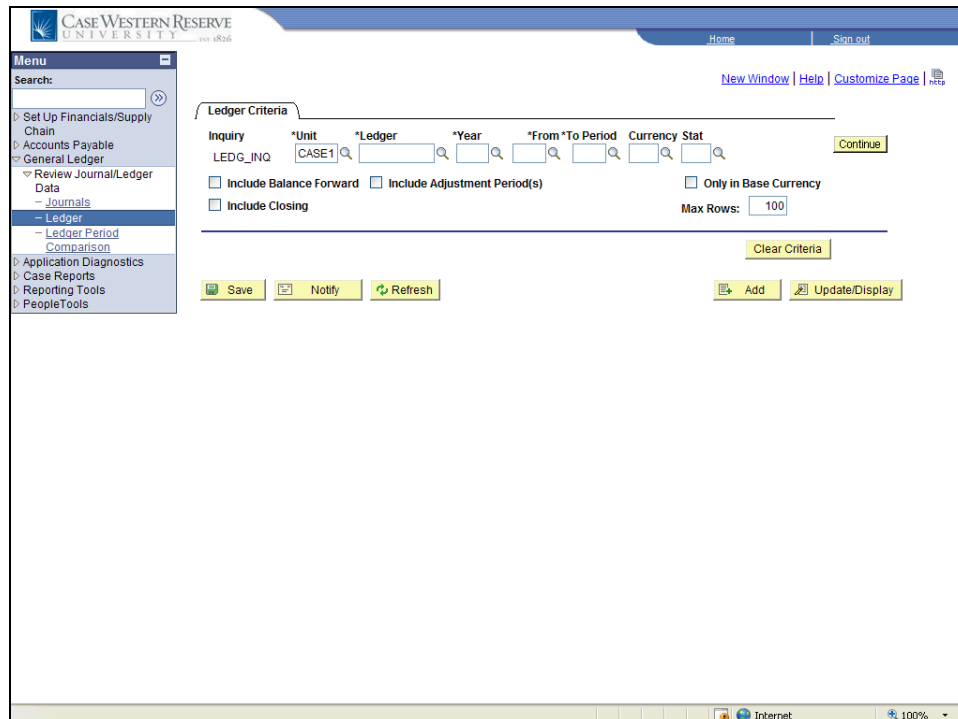 CASE WESTERN RESERVE
UNIVERSITY EST 1826
Home Sign out
Menu
Search:
Set Up Financials/Supply
Chain
Accounts Payable
General Ledger
Review Journal/Ledger
Data
– Journals
– Ledger
– Ledger Period
Comparison
Application Diagnostics
Case Reports
Reporting Tools
PeopleTools
New Window | Help | Customize Page | http
Ledger Criteria
Inquiry *Unit *Ledger *Year *From *To Period Currency Stat
LEDG_INQ CASE1 Continue
Include Balance Forward Include Adjustment Period(s) Only in Base Currency
Include Closing Max Rows: 100
Clear Criteria
Save Notify Refresh Add Update/Display
Internet 100%